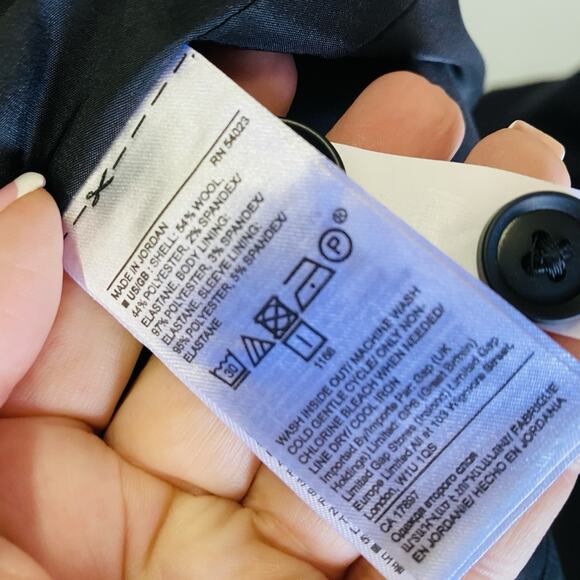 RN 54023
MADE IN JORDAN
■ US/GB: SHELL: 54% WOOL,
44% POLYESTER, 2% SPANDEX/
ELASTANE, BODY LINING:
97% POLYESTER, 3% SPANDEX/
ELASTANE, SLEEVE LINING:
95% POLYESTER, 5% SPANDEX/
ELASTANE
30
P
®
I
1166
WASH INSIDE OUT/ MACHINE WASH
COLD GENTLE CYCLE/ ONLY NON-
CHLORINE BLEACH WHEN NEEDED/
LINE DRY/ COOL IRON
Imported By/Importé Par: Gap (UK
Holdings) Limited, GPS (Great Britain)
Limited Gap Stores (Ireland) Limited Gap
Europe Limited All At 103 Wigmore Street,
London W1U 1QS
CA 17897
FABRIQUÉ
EN JORDANIE/ HECHO EN JORDANIA